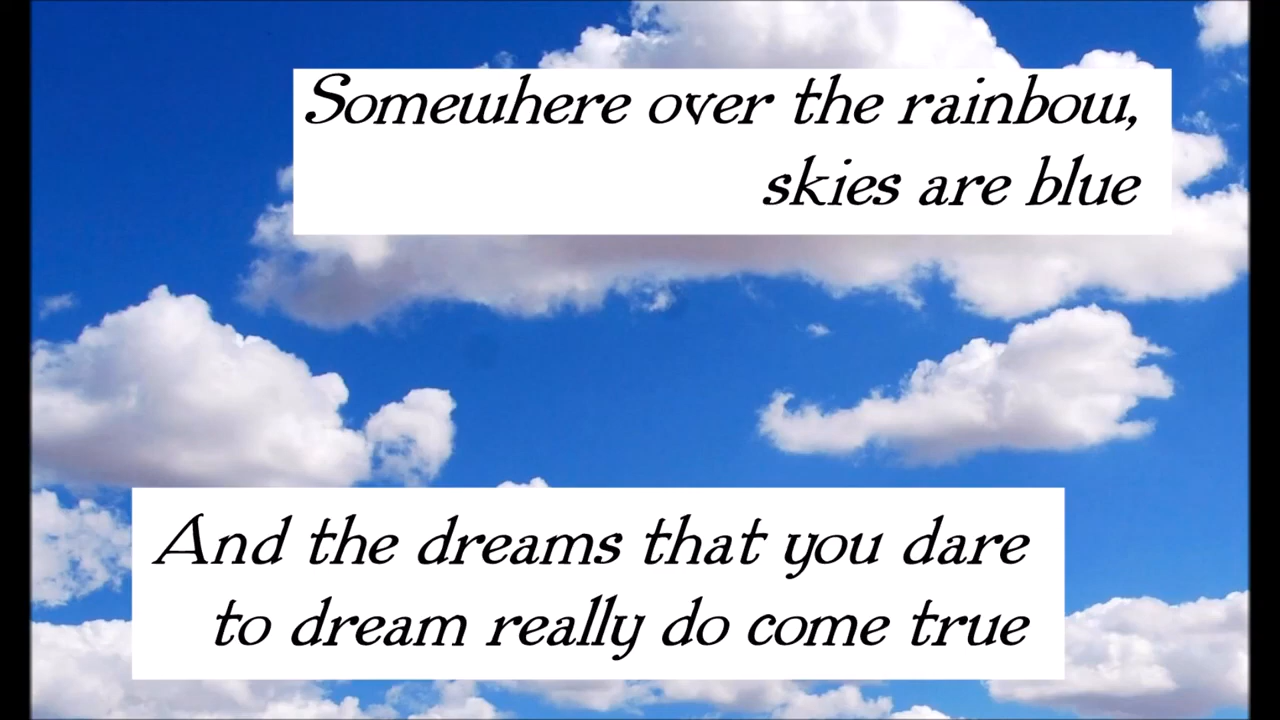 Somewhere over the rainbow,
skies are blue
And the dreams that you dare
to dream really do come true